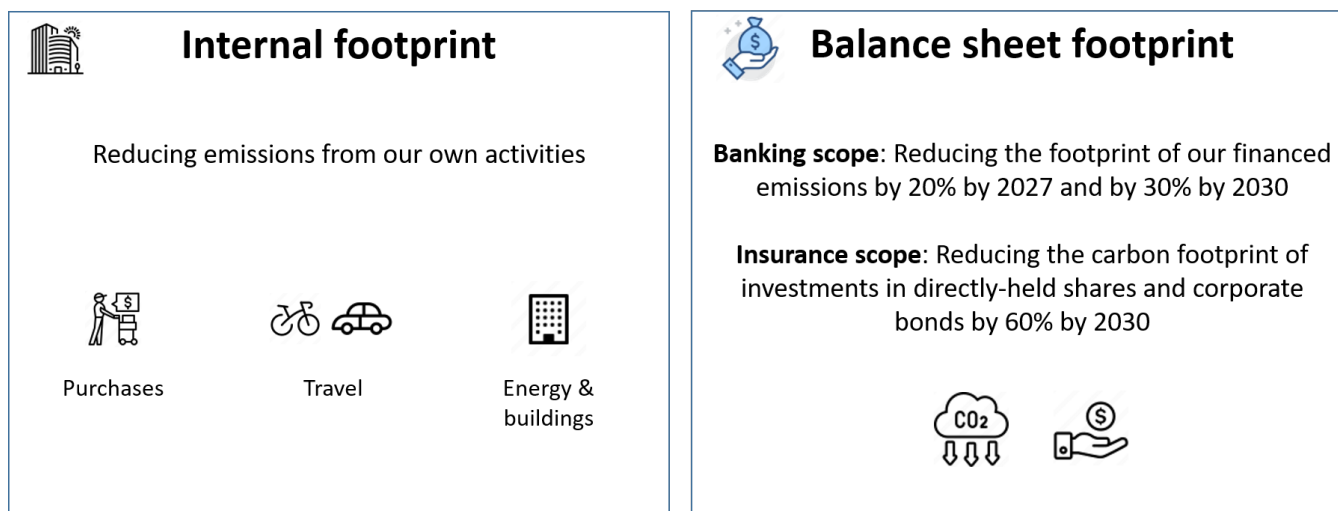 Internal footprint
Reducing emissions from our own activities
$
Purchases
Travel
Energy &
buildings
$
Balance sheet footprint
Banking scope: Reducing the footprint of our financed
emissions by 20% by 2027 and by 30% by 2030
Insurance scope: Reducing the carbon footprint of
investments in directly-held shares and corporate
bonds by 60% by 2030
CO₂
$